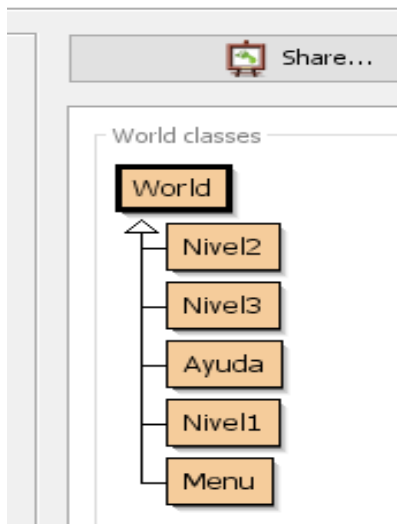 Share...
World classes
World
Nivel2
Nivel3
Ayuda
Nivel1
Menu